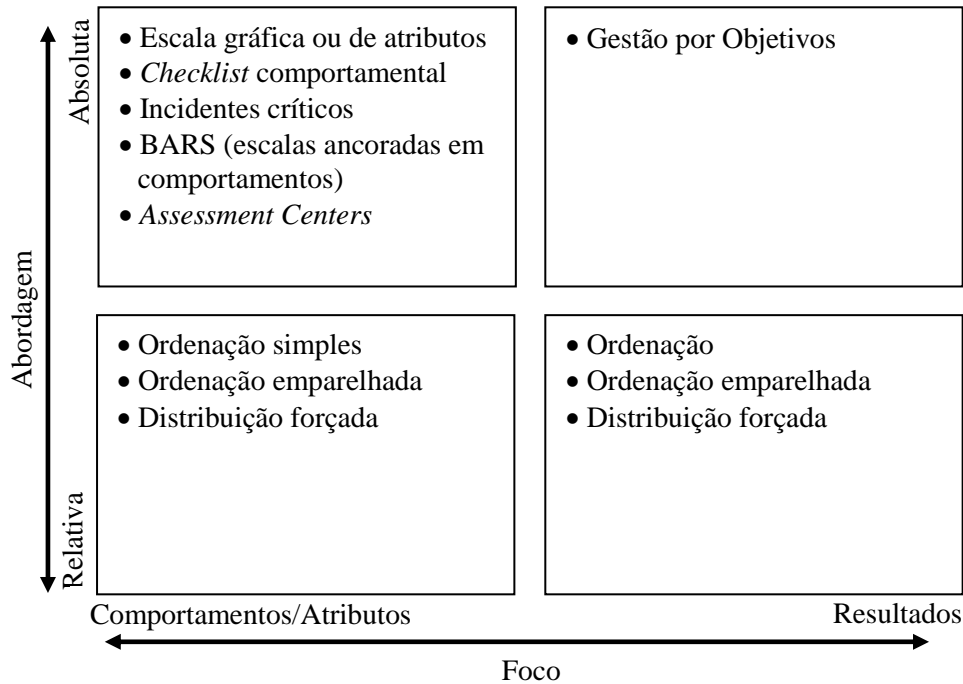 Absoluta
• Escala gráfica ou de atributos
• Checklist comportamental
• Incidentes críticos
• BARS (escalas ancoradas em
comportamentos)
• Assessment Centers
• Gestão por Objetivos
Abordagem
Relativa
• Ordenação simples
• Ordenação emparelhada
• Distribuição forçada
• Ordenação
• Ordenação emparelhada
• Distribuição forçada
Comportamentos/Atributos
Resultados
Foco